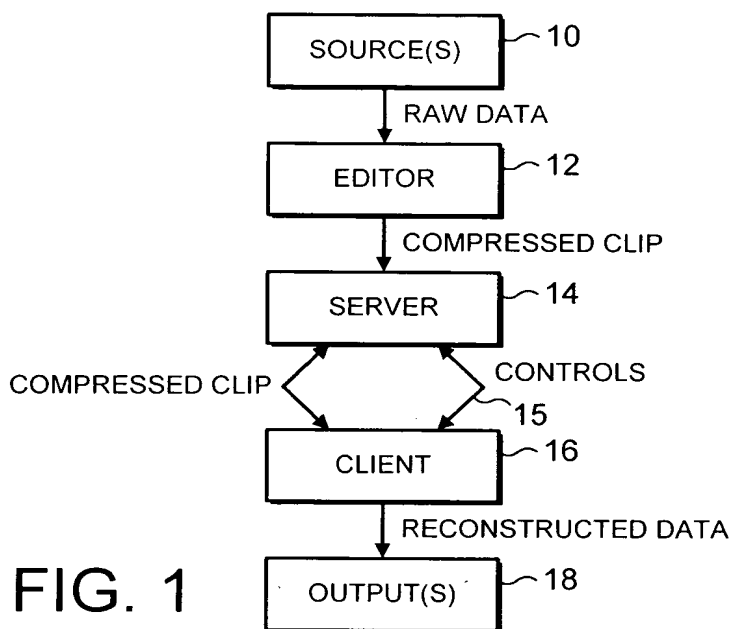 SOURCE(S) 10
RAW DATA
EDITOR 12
COMPRESSED CLIP
SERVER 14
COMPRESSED CLIP CONTROLS
15
CLIENT 16
RECONSTRUCTED DATA
OUTPUT(S) 18
FIG. 1